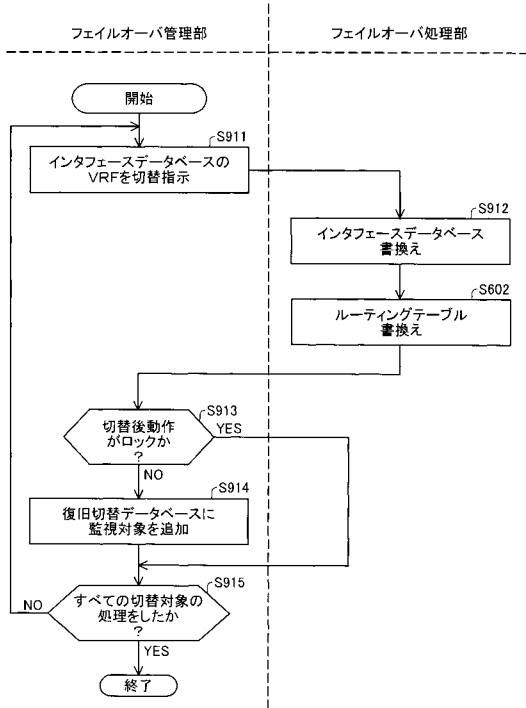 フェイルオーバ管理部
フェイルオーバ処理部
開始
S911
インタフェースデータベースの
VRFを切替指示
S912
インタフェースデータベース
書換え
S602
ルーティングテーブル
書換え
S913
切替後動作
がロックか
?
YES
NO
S914
復旧切替データベースに
監視対象を追加
S915
すべての切替対象の
処理をしたか
?
NO
YES
終了